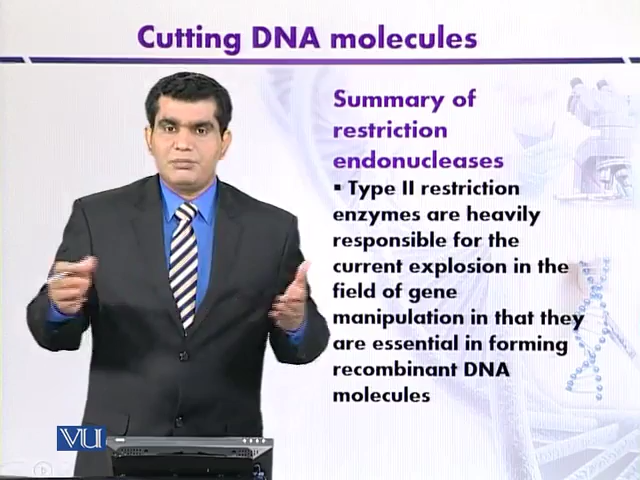 Cutting DNA molecules
Summary of
restriction
endonucleases
▪ Type II restriction
enzymes are heavily
responsible for the
current explosion in the
field of gene
manipulation in that they
are essential in forming
recombinant DNA
molecules
VU